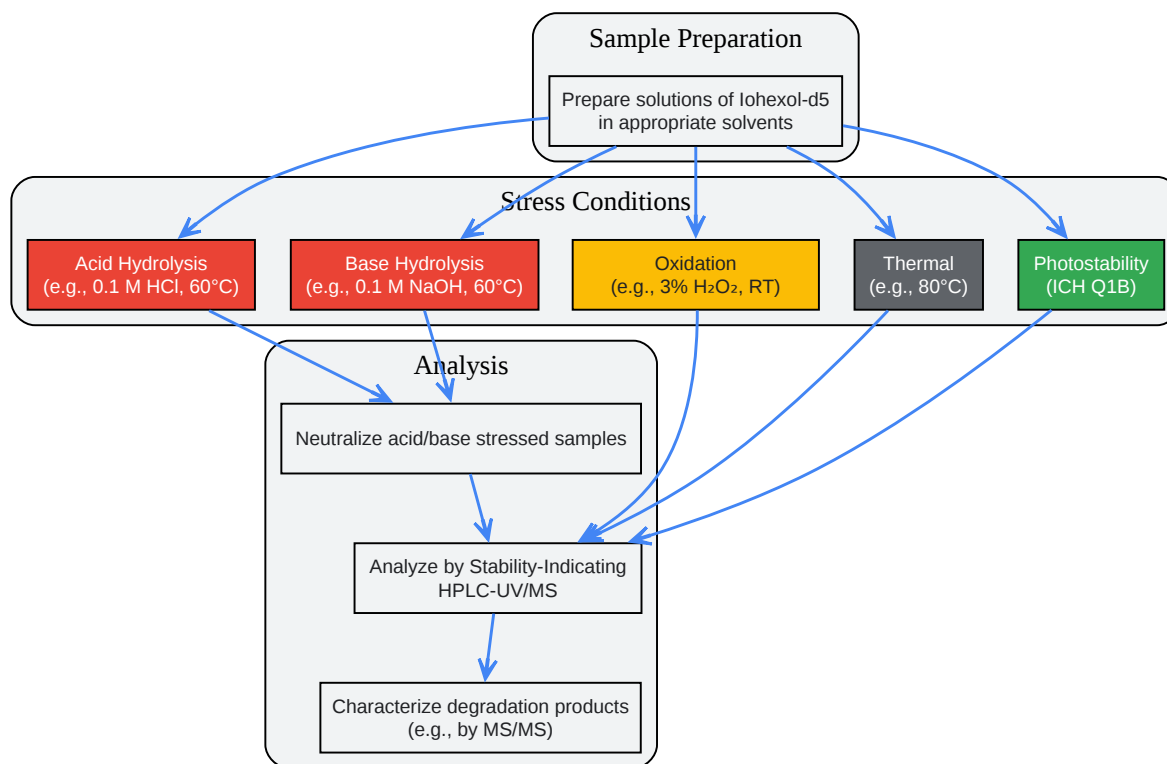 Sample Preparation
Prepare solutions of Iohexol-d5
in appropriate solvents
Stress Conditions
Acid Hydrolysis
(e.g., 0.1 M HCl, 60°C)
Base Hydrolysis
(e.g., 0.1 M NaOH, 60°C)
Oxidation
(e.g., 3% H₂O₂, RT)
Thermal
(e.g., 80°C)
Photostability
(ICH Q1B)
Analysis
Neutralize acid/base stressed samples
Analyze by Stability-Indicating
HPLC-UV/MS
Characterize degradation products
(e.g., by MS/MS)